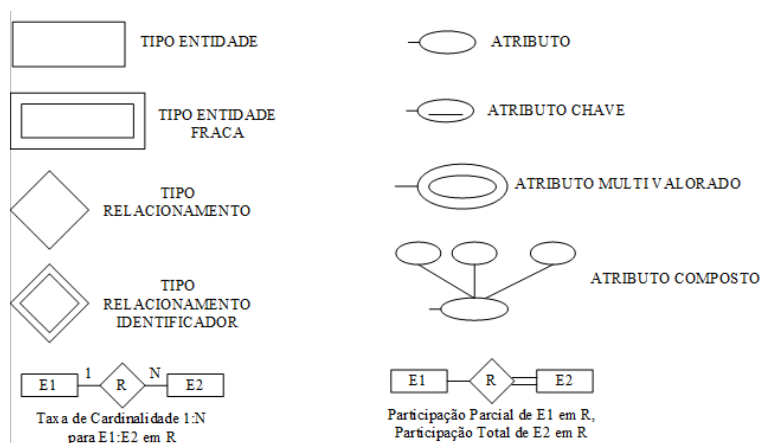 TIPO ENTIDADE
ATRIBUTO
TIPO ENTIDADE
FRACA
ATRIBUTO CHAVE
TIPO
RELACIONAMENTO
ATRIBUTO MULTI VALORADO
TIPO
RELACIONAMENTO
IDENTIFICADOR
ATRIBUTO COMPOSTO
E1 1 R N E2
Taxa de Cardinalidade 1:N
para E1:E2 em R
E1 R E2
Participação Parcial de E1 em R,
Participação Total de E2 em R